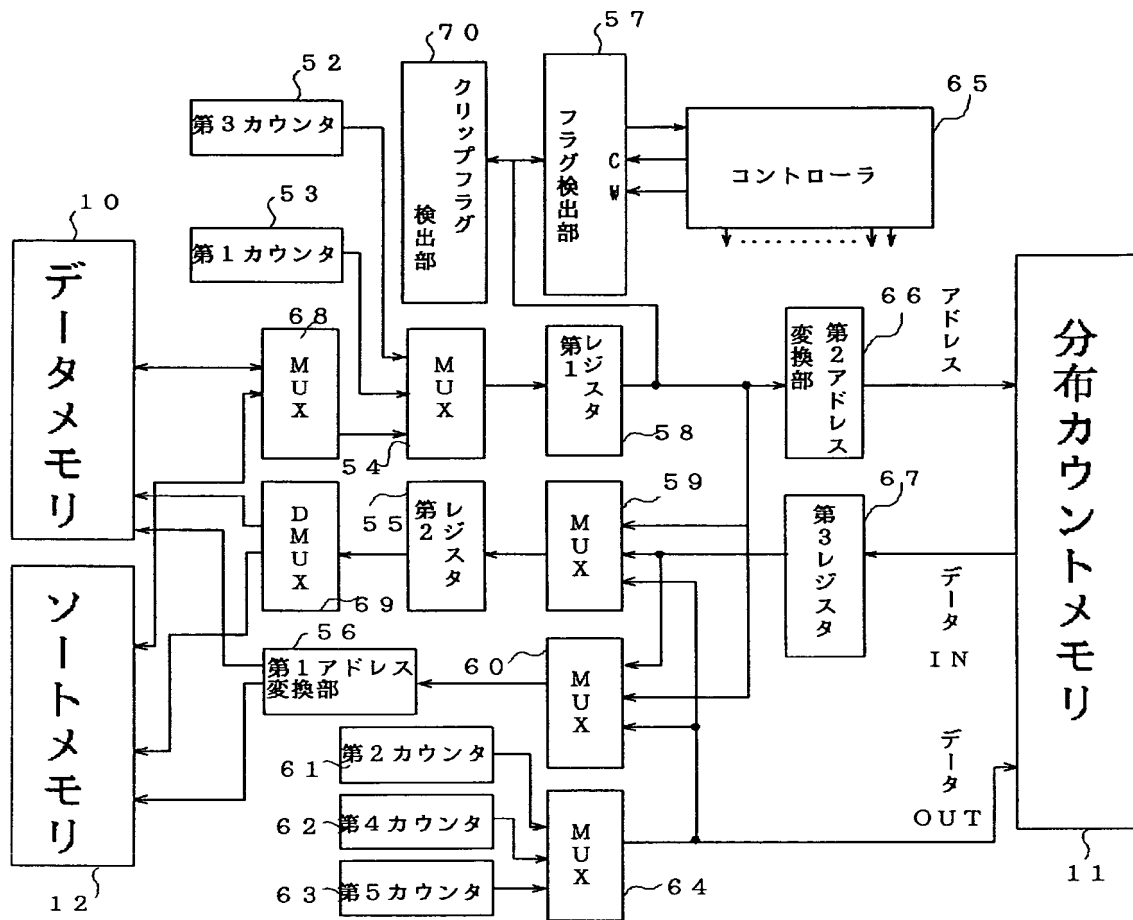 ７０
５７
５２
６５
第３カウンタ
クリップフラグ
検出部
フラグ検出部
C
W
コントローラ
１０
５３
第１カウンタ
６６
アドレス
データメモリ
６８
MUX
MUX
５４
第１
レジスタ
５８
第２アドレス
変換部
分布カウントメモリ
５９
６７
DMUX
６９
５５
第２
レジスタ
MUX
第３レジスタ
データ
ＩＮ
５６
第１アドレス
変換部
６０
MUX
ソートメモリ
６１
第２カウンタ
データ
ＯＵＴ
６２
第４カウンタ
MUX
６３
第５カウンタ
６４
１１
１２